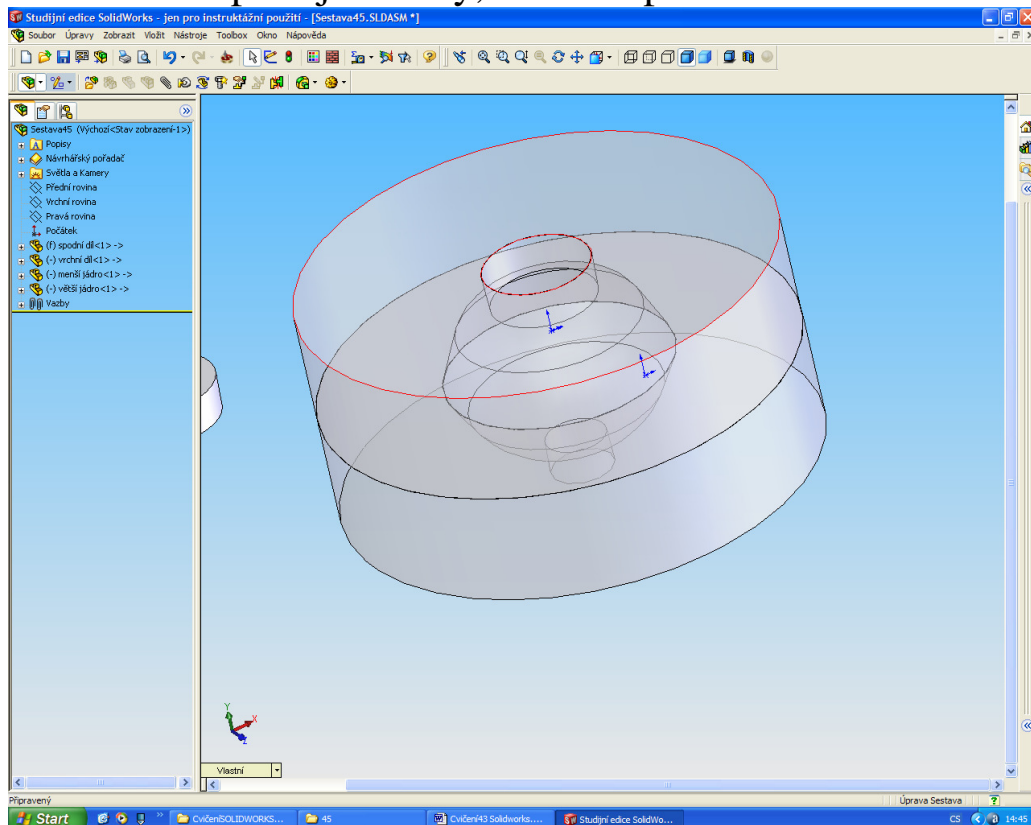 Studijní edice SolidWorks - jen pro instruktážní použití - [Sestava45.SLDASM *]
Soubor Úpravy Zobrazit Vložit Nástroje Toolbox Okno Nápověda
Sestava45 (Výchozí<Stav zobrazení-1>)
A Popisy
Návrhářský pořadač
Světla a Kamery
Přední rovina
Vrchní rovina
Pravá rovina
Počátek
(f) spodní díl<1> ->
(-) vrchní díl<1> ->
(-) menší jádro<1> ->
(-) větší jádro<1> ->
Vazby
Y
X
Z
Vlastní
Připravený
Úprava Sestava
Start
CvičeníSOLIDWORKS...
45
Cvičení43 Solidworks....
Studijní edice SolidWo...
CS
14:45